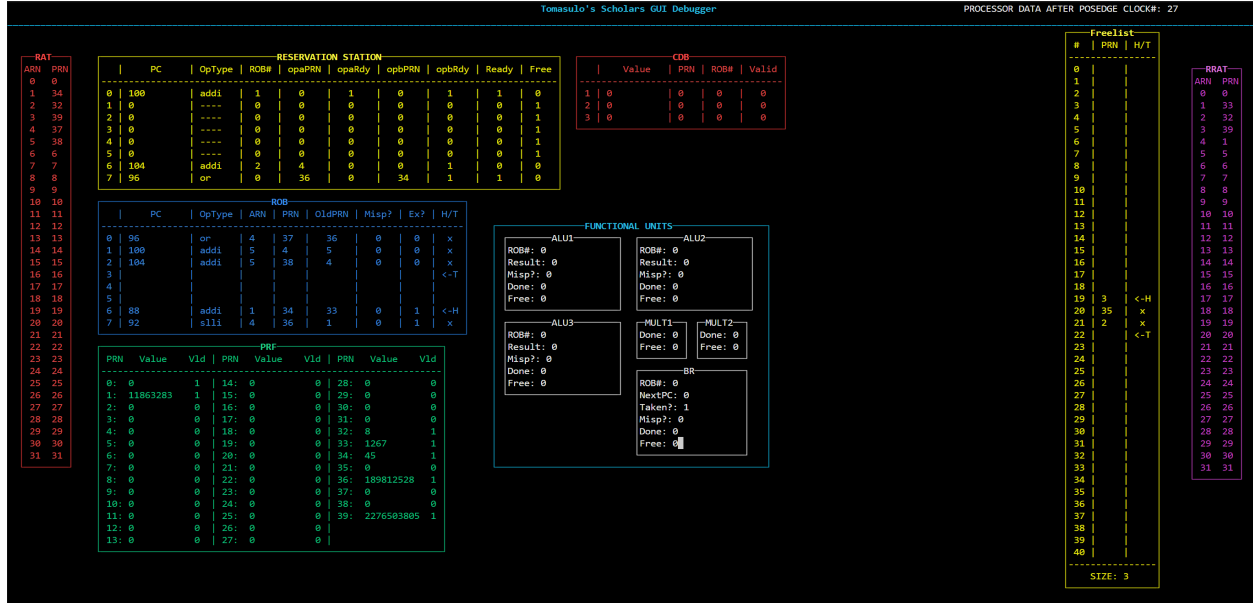 Tomasulo's Scholars GUI Debugger
PROCESSOR DATA AFTER POSEDGE CLOCK#: 27
RAT
ARN PRN
0 0
1 34
2 32
3 39
4 37
5 38
6 6
7 7
8 8
9 9
10 10
11 11
12 12
13 13
14 14
15 15
16 16
17 17
18 18
19 19
20 20
21 21
22 22
23 23
24 24
25 25
26 26
27 27
28 28
29 29
30 30
31 31
RESERVATION STATION
| PC | OpType | ROB# | opaPRN | opaRdy | opbPRN | opbRdy | Ready | Free
0 | 100 | addi | 1 | 0 | 1 | 0 | 1 | 1 | 0
1 | 0 | ---- | 0 | 0 | 0 | 0 | 0 | 0 | 1
2 | 0 | ---- | 0 | 0 | 0 | 0 | 0 | 0 | 1
3 | 0 | ---- | 0 | 0 | 0 | 0 | 0 | 0 | 1
4 | 0 | ---- | 0 | 0 | 0 | 0 | 0 | 0 | 1
5 | 0 | ---- | 0 | 0 | 0 | 0 | 0 | 0 | 1
6 | 104 | addi | 2 | 4 | 0 | 0 | 1 | 0 | 0
7 | 96 | or | 0 | 36 | 0 | 34 | 1 | 1 | 0
CDB
| Value | PRN | ROB# | Valid
1 | 0 | 0 | 0 | 0
2 | 0 | 0 | 0 | 0
3 | 0 | 0 | 0 | 0
ROB
| PC | OpType | ARN | PRN | OldPRN | Misp? | Ex? | H/T
0 | 96 | or | 4 | 37 | 36 | 0 | 0 | x
1 | 100 | addi | 5 | 4 | 5 | 0 | 0 | x
2 | 104 | addi | 5 | 38 | 4 | 0 | 0 | x
3 | | | | | | | | <-T
4 | | | | | | | |
5 | | | | | | | |
6 | 88 | addi | 1 | 34 | 33 | 0 | 1 | <-H
7 | 92 | slli | 4 | 36 | 1 | 0 | 1 | x
PRF
PRN Value Vld | PRN Value Vld | PRN Value Vld
0: 0 1 | 14: 0 0 | 28: 0 0
1: 11863283 1 | 15: 0 0 | 29: 0 0
2: 0 0 | 16: 0 0 | 30: 0 0
3: 0 0 | 17: 0 0 | 31: 0 0
4: 0 0 | 18: 0 0 | 32: 8 1
5: 0 0 | 19: 0 0 | 33: 1267 1
6: 0 0 | 20: 0 0 | 34: 45 1
7: 0 0 | 21: 0 0 | 35: 0 0
8: 0 0 | 22: 0 0 | 36: 189812528 1
9: 0 0 | 23: 0 0 | 37: 0 0
10: 0 0 | 24: 0 0 | 38: 0 0
11: 0 0 | 25: 0 0 | 39: 2276503805 1
12: 0 0 | 26: 0 0 |
13: 0 0 | 27: 0 0 |
FUNCTIONAL UNITS
ALU1
ROB#: 0
Result: 0
Misp?: 0
Done: 0
Free: 0
ALU2
ROB#: 0
Result: 0
Misp?: 0
Done: 0
Free: 0
ALU3
ROB#: 0
Result: 0
Misp?: 0
Done: 0
Free: 0
MULT1
Done: 0
Free: 0
MULT2
Done: 0
Free: 0
BR
ROB#: 0
NextPC: 0
Taken?: 1
Misp?: 0
Done: 0
Free: 0
Freelist
# | PRN | H/T
0 | |
1 | |
2 | |
3 | |
4 | |
5 | |
6 | |
7 | |
8 | |
9 | |
10 | |
11 | |
12 | |
13 | |
14 | |
15 | |
16 | |
17 | |
18 | |
19 | 3 | <-H
20 | 35 | x
21 | 2 | x
22 | | <-T
23 | |
24 | |
25 | |
26 | |
27 | |
28 | |
29 | |
30 | |
31 | |
32 | |
33 | |
34 | |
35 | |
36 | |
37 | |
38 | |
39 | |
40 | |
SIZE: 3
RRAT
ARN PRN
0 0
1 33
2 32
3 39
4 1
5 5
6 6
7 7
8 8
9 9
10 10
11 11
12 12
13 13
14 14
15 15
16 16
17 17
18 18
19 19
20 20
21 21
22 22
23 23
24 24
25 25
26 26
27 27
28 28
29 29
30 30
31 31